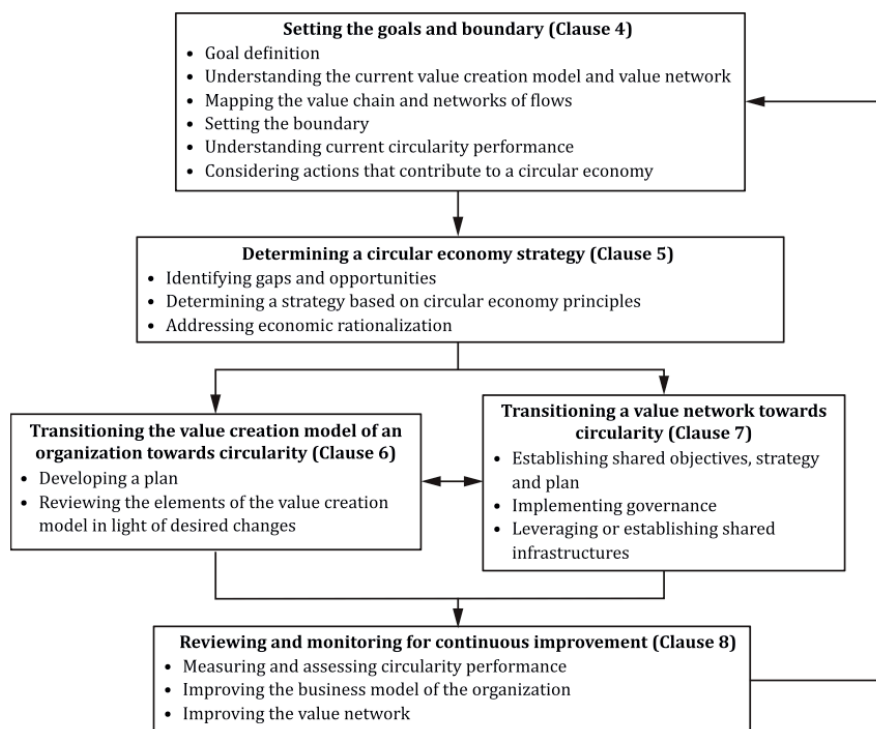 Setting the goals and boundary (Clause 4)
• Goal definition
• Understanding the current value creation model and value network
• Mapping the value chain and networks of flows
• Setting the boundary
• Understanding current circularity performance
• Considering actions that contribute to a circular economy
Determining a circular economy strategy (Clause 5)
• Identifying gaps and opportunities
• Determining a strategy based on circular economy principles
• Addressing economic rationalization
Transitioning the value creation model of an
organization towards circularity (Clause 6)
• Developing a plan
• Reviewing the elements of the value creation
model in light of desired changes
Transitioning a value network towards
circularity (Clause 7)
• Establishing shared objectives, strategy
and plan
• Implementing governance
• Leveraging or establishing shared
infrastructures
Reviewing and monitoring for continuous improvement (Clause 8)
• Measuring and assessing circularity performance
• Improving the business model of the organization
• Improving the value network